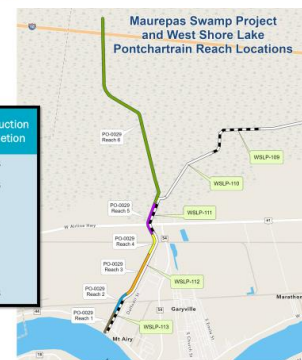 Maurepas Swamp Project
and West Shore Lake
Pontchartrain Reach Locations
uction
etion
PO-0029
Reach 6
WSLP-109
WSLP-110
PO-0029
Reach 5
WSLP-111
W Airline Hwy
61
PO-0029
Reach 4
54
PO-0029
Reach 3
WSLP-112
PO-0029
Reach 2
Garyville
Marathon
PO-0029
Reach 1
WSLP-113
Mt Airy